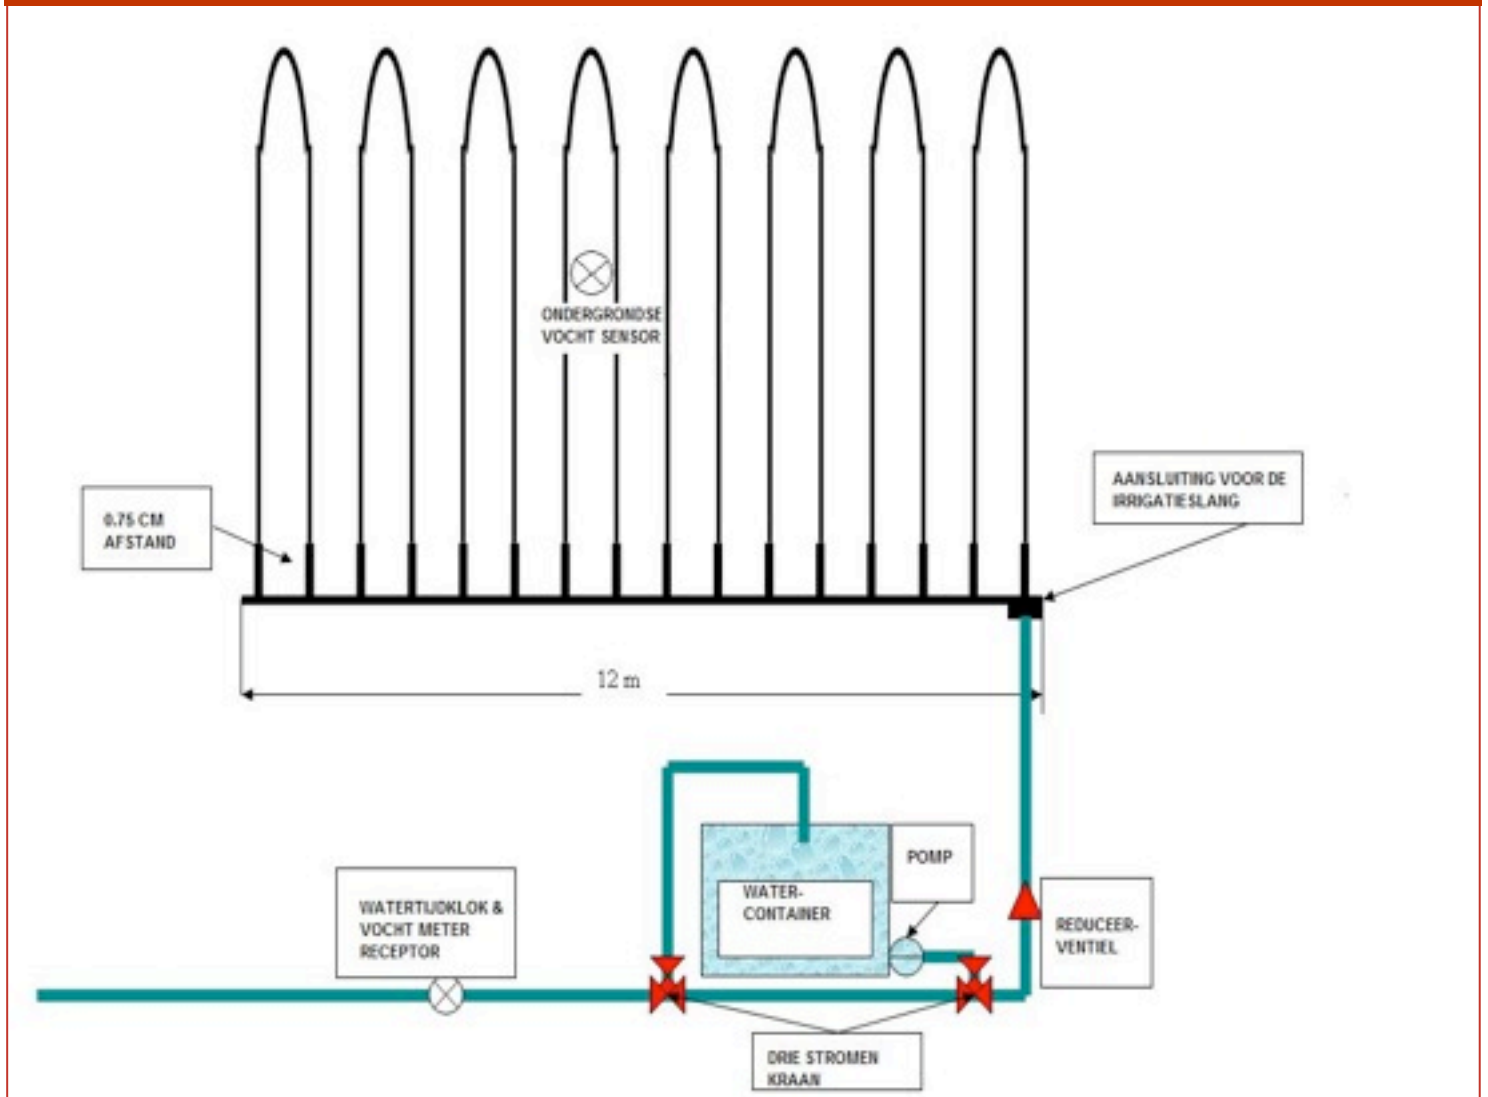 ONDERGRONDSE
VOCHT SENSOR
AANSLUITING VOOR DE
IRRIGATIESLANG
0.75 CM
AFSTAND
12 m
POMP
WATER-
CONTAINER
WATERTIJDKLOK &
VOCHT METER
RECEPTOR
REDUCEER-
VENTIEL
DRIE STROMEN
KRAAN